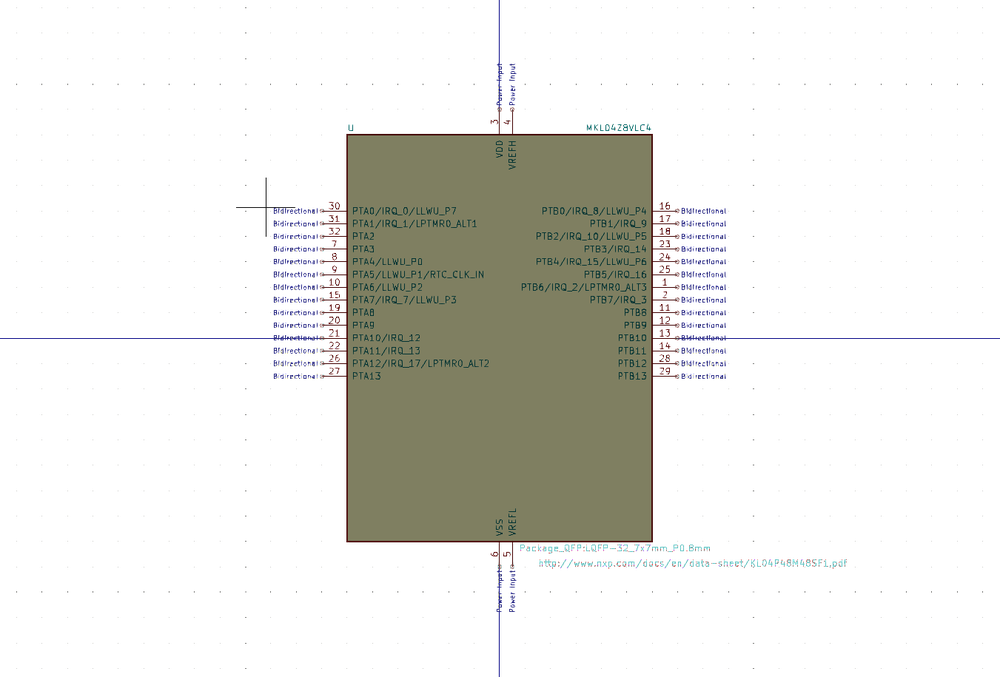 Power Input
Power Input
3
4
U
MKL04Z8VLC4
VDD
VREFH
Bidirectional 30 PTA0/IRQ_0/LLWU_P7
Bidirectional 31 PTA1/IRQ_1/LPTMR0_ALT1
Bidirectional 32 PTA2
Bidirectional 7 PTA3
Bidirectional 8 PTA4/LLWU_P0
Bidirectional 9 PTA5/LLWU_P1/RTC_CLK_IN
Bidirectional 10 PTA6/LLWU_P2
Bidirectional 15 PTA7/IRQ_7/LLWU_P3
Bidirectional 19 PTA8
Bidirectional 20 PTA9
Bidirectional 21 PTA10/IRQ_12
Bidirectional 22 PTA11/IRQ_13
Bidirectional 26 PTA12/IRQ_17/LPTMR0_ALT2
Bidirectional 27 PTA13
PTB0/IRQ_8/LLWU_P4 16 Bidirectional
PTB1/IRQ_9 17 Bidirectional
PTB2/IRQ_10/LLWU_P5 18 Bidirectional
PTB3/IRQ_14 23 Bidirectional
PTB4/IRQ_15/LLWU_P6 24 Bidirectional
PTB5/IRQ_16 25 Bidirectional
PTB6/IRQ_2/LPTMR0_ALT3 1 Bidirectional
PTB7/IRQ_3 2 Bidirectional
PTB8 11 Bidirectional
PTB9 12 Bidirectional
PTB10 13 Bidirectional
PTB11 14 Bidirectional
PTB12 28 Bidirectional
PTB13 29 Bidirectional
VSS
VREFL
6
5
Power Input
Power Input
Package_QFP:LQFP-32_7x7mm_P0.8mm
http://www.nxp.com/docs/en/data-sheet/KL04P48M48SF1.pdf